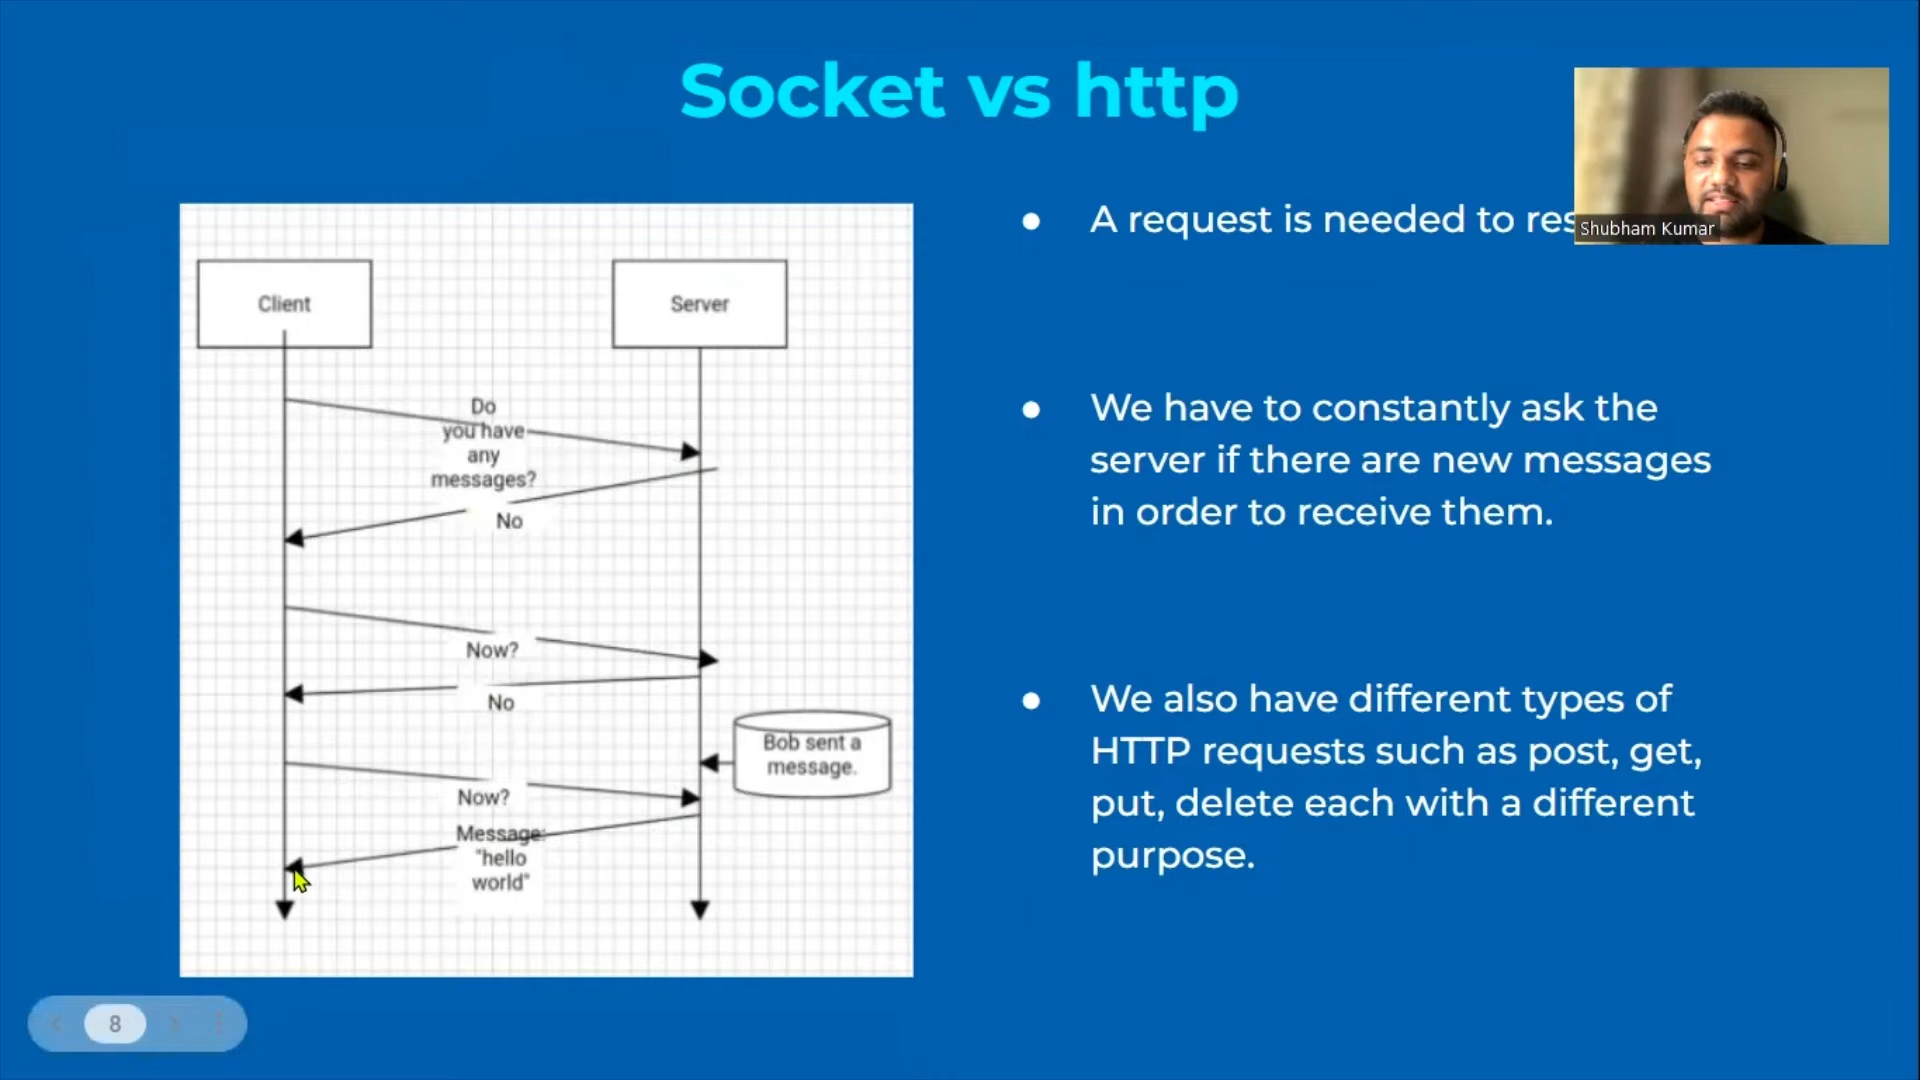 Socket vs http
Shubham Kumar
Client
Server
Do
you have
any
messages?
No
Now?
No
Bob sent a
message.
Now?
Message:
"hello
world"
● A request is needed to
● We have to constantly ask the
server if there are new messages
in order to receive them.
● We also have different types of
HTTP requests such as post, get,
put, delete each with a different
purpose.
8